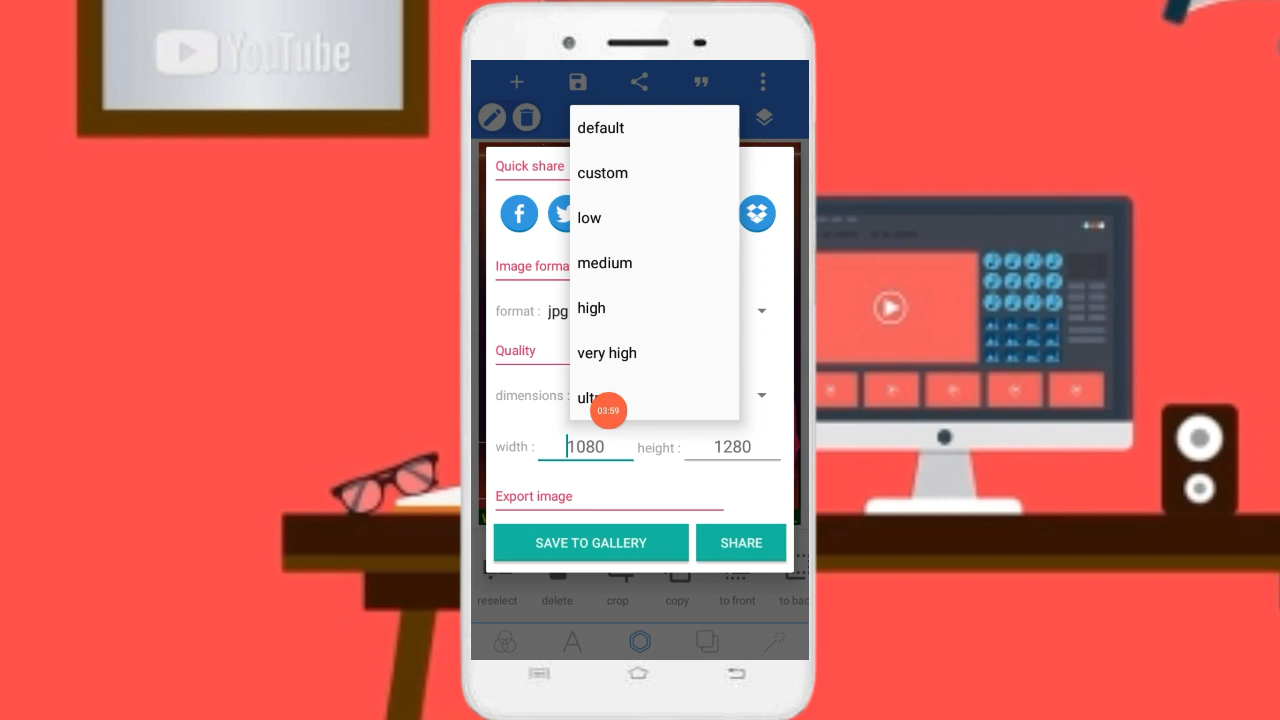 YouTube
default
custom
low
medium
high
very high
Quick share
Image forma
format : jpg
Quality
dimensions :
03:59
width : 1080 height : 1280
Export image
SAVE TO GALLERY SHARE
reselect delete crop copy to front